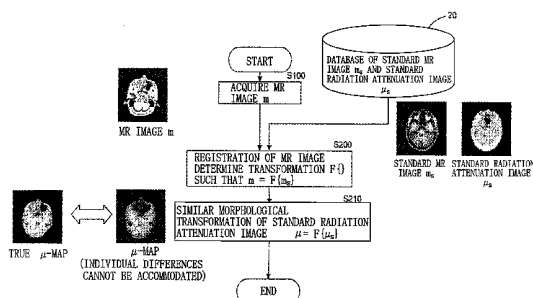 20
START
DATABASE OF STANDARD MR
IMAGE ms AND STANDARD
RADIATION ATTENUATION IMAGE
μs
S100
ACQUIRE MR
IMAGE m
MR IMAGE m
STANDARD MR
IMAGE ms
STANDARD RADIATION
ATTENUATION IMAGE
μs
S200
REGISTRATION OF MR IMAGE
DETERMINE TRANSFORMATION F{}
SUCH THAT m = F{ms}
S210
SIMILAR MORPHOLOGICAL
TRANSFORMATION OF STANDARD RADIATION
ATTENUATION IMAGE μ= F{μs}
TRUE μ-MAP
μ-MAP
(INDIVIDUAL DIFFERENCES
CANNOT BE ACCOMMODATED)
END